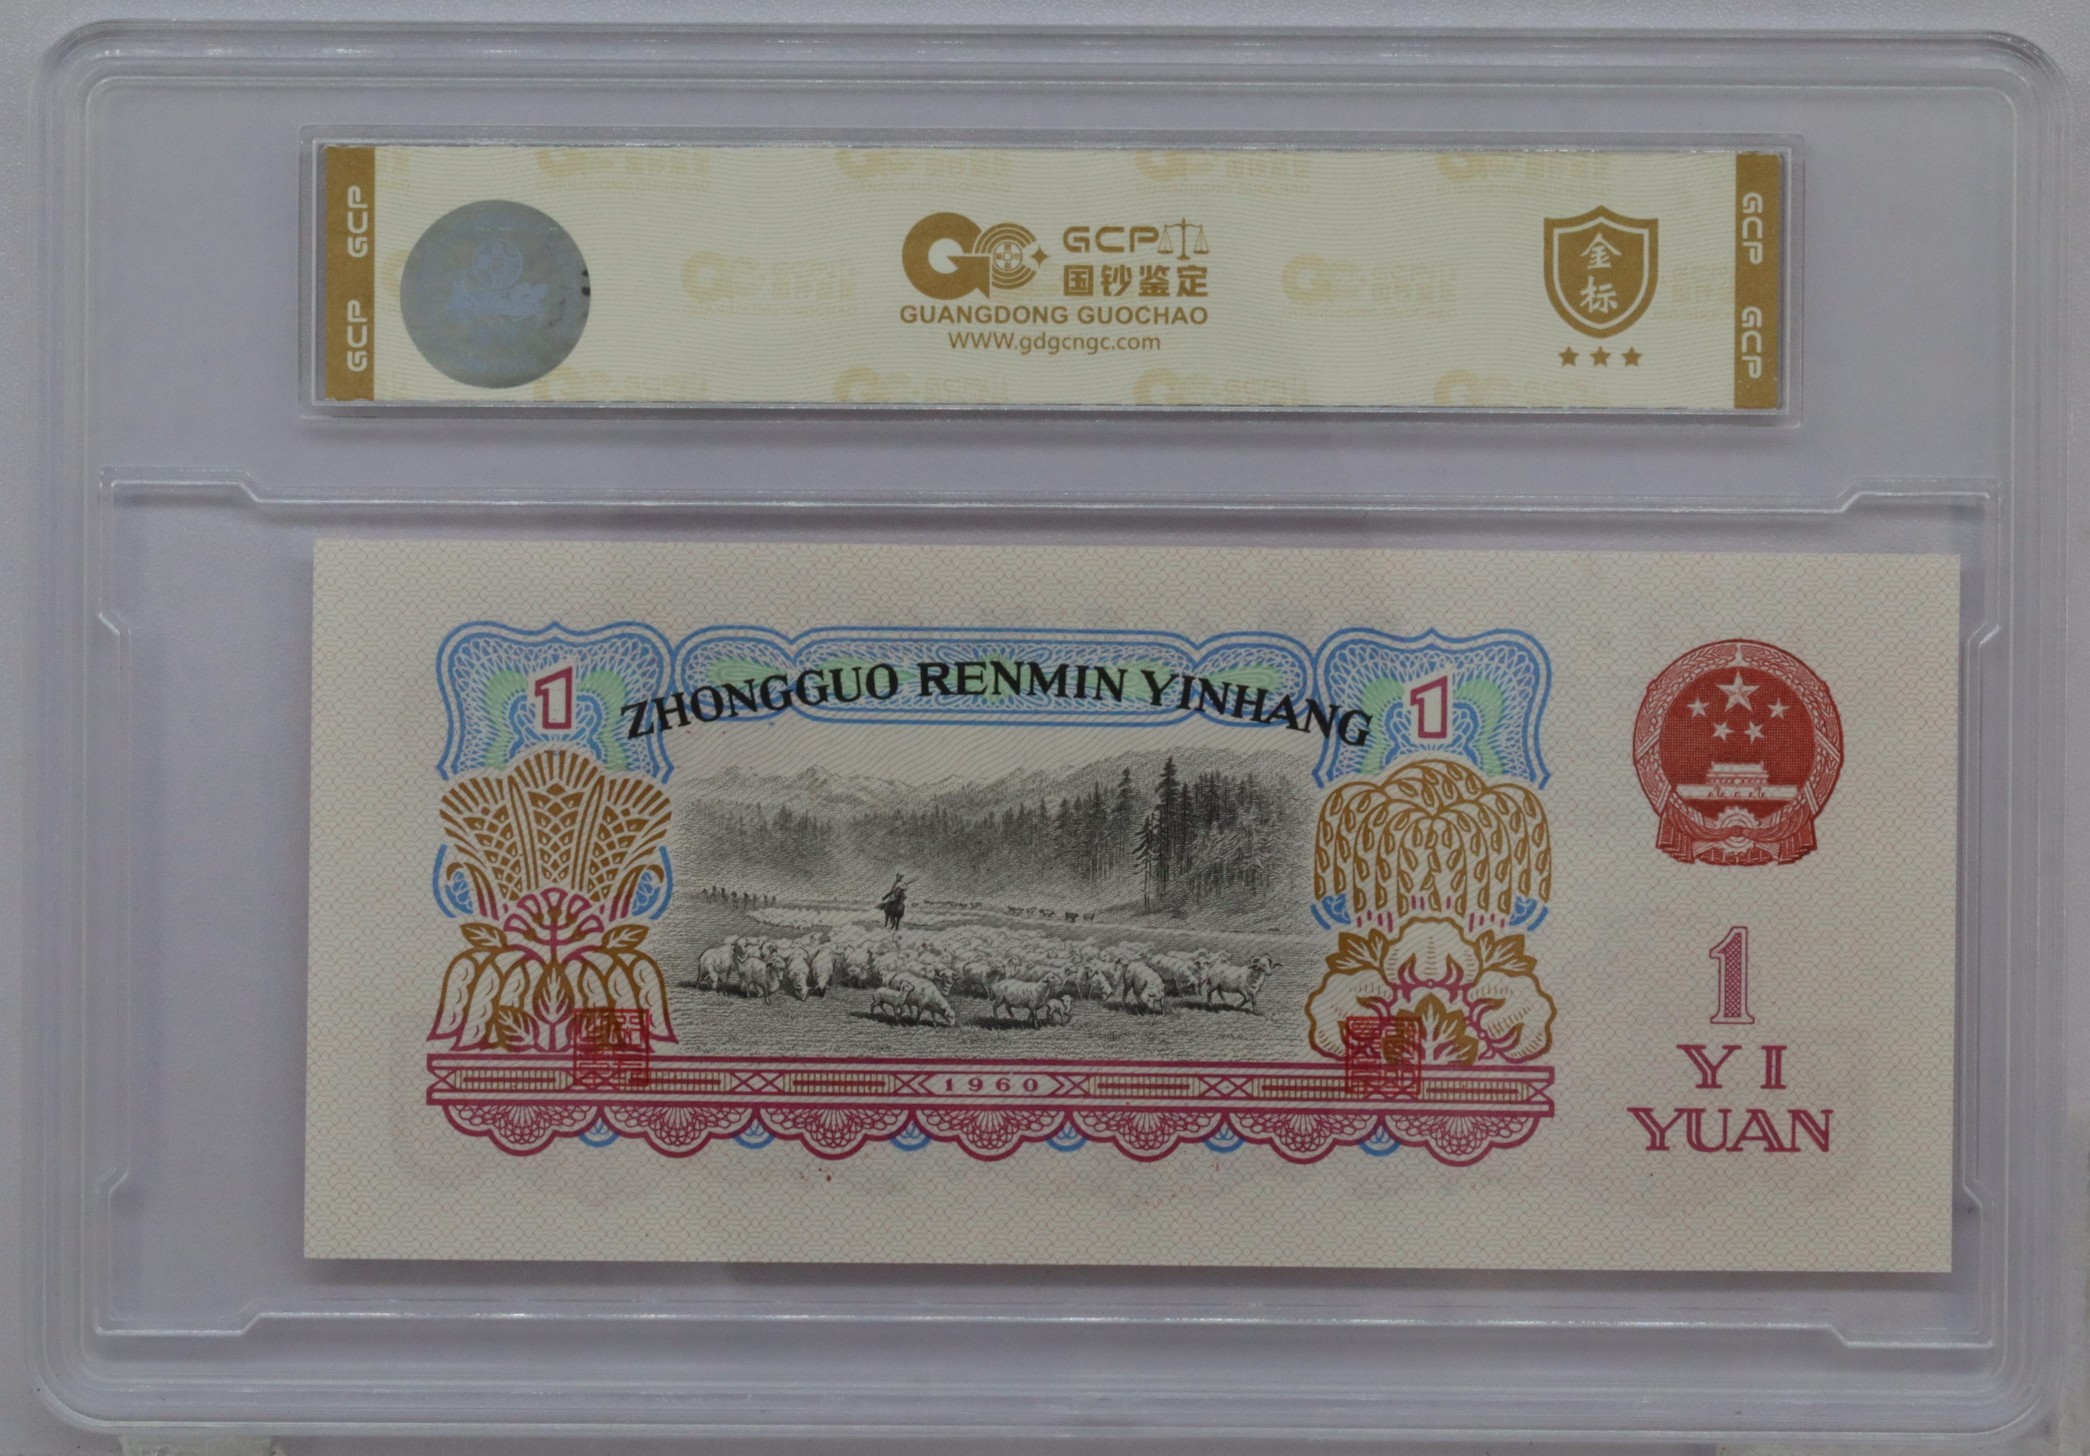 GCP GCP
GCP
国钞鉴定
GUANGDONG GUOCHAO
WWW.gdgcngc.com
金
标
GCP GCP
1
ZHONGGUO RENMIN YINHANG
1
1960
1
YI
YUAN